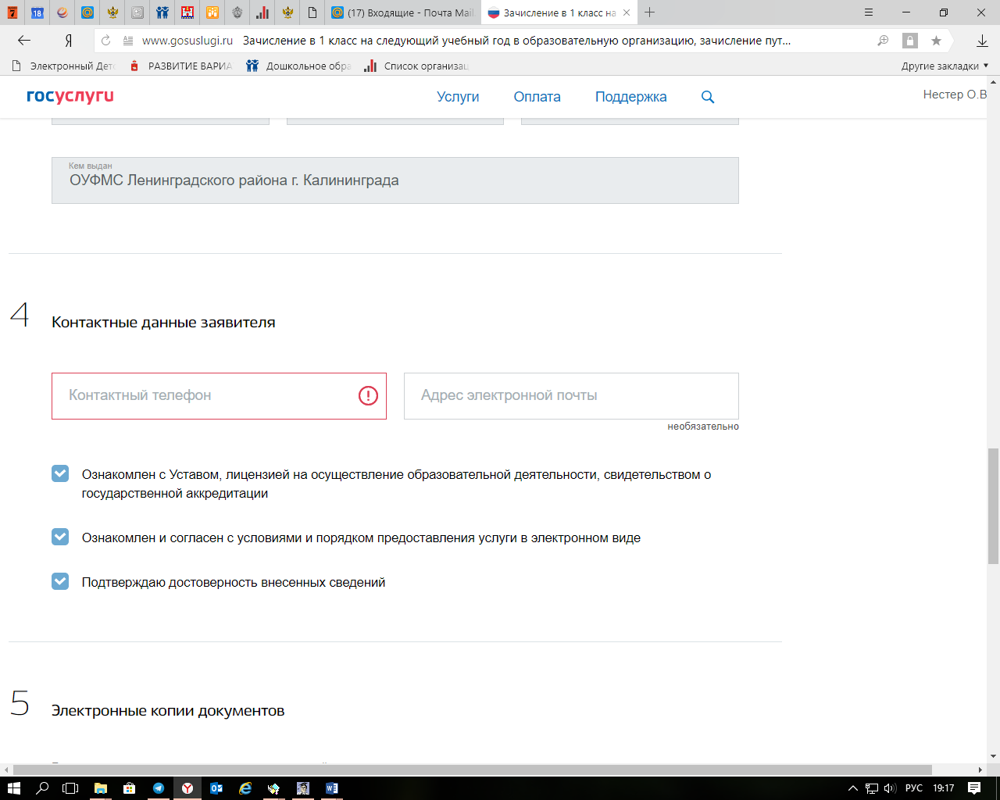 7
18
(17) Входящие - Почта Mail
Зачисление в 1 класс на
Я
www.gosuslugi.ru Зачисление в 1 класс на следующий учебный год в образовательную организацию, зачисление пут...
Электронный Детс
РАЗВИТИЕ ВАРИА
Дошкольное обра
Список организац
Другие закладки
госуслуги
Услуги
Оплата
Поддержка
Нестер О.В
Кем выдан
ОУФМС Ленинградского района г. Калининграда
4
Контактные данные заявителя
Контактный телефон
Адрес электронной почты
необязательно
Ознакомлен с Уставом, лицензией на осуществление образовательной деятельности, свидетельством о
государственной аккредитации
Ознакомлен и согласен с условиями и порядком предоставления услуги в электронном виде
Подтверждаю достоверность внесенных сведений
5
Электронные копии документов
РУС
19:17